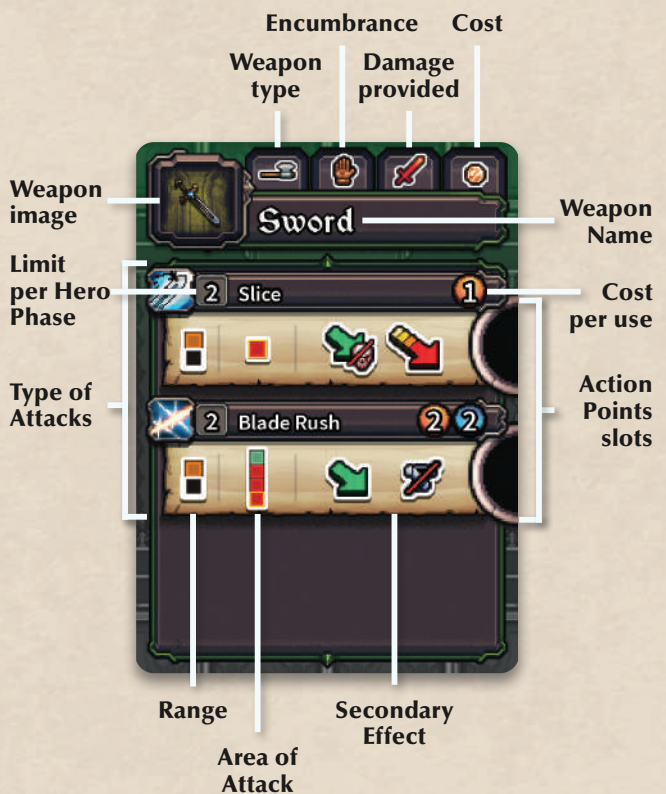 Encumbrance
Cost
Weapon
type
Damage
provided
Weapon
image
Sword
Weapon
Name
Limit
per Hero
Phase
2 Slice 1
Cost
per use
Type of
Attacks
2 Blade Rush 2 2
Action
Points
slots
Range
Secondary
Effect
Area of
Attack